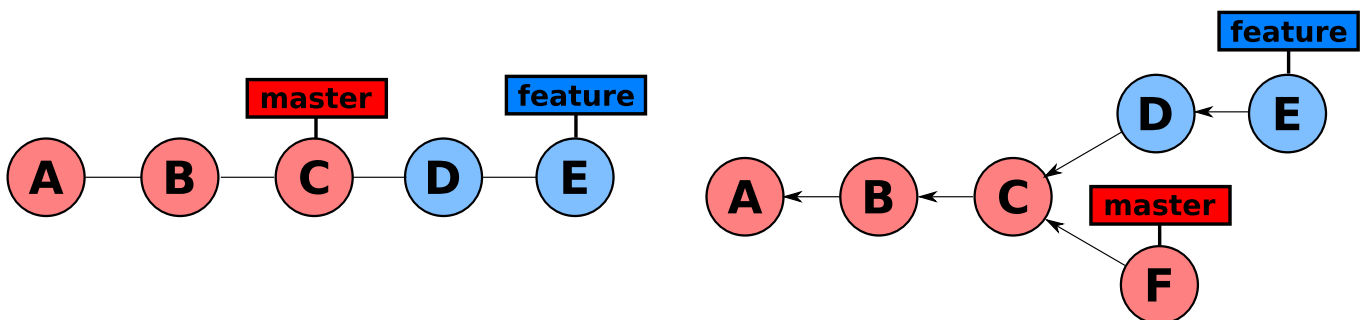 master
feature
A B C D E
feature
D E
A B C
master
F